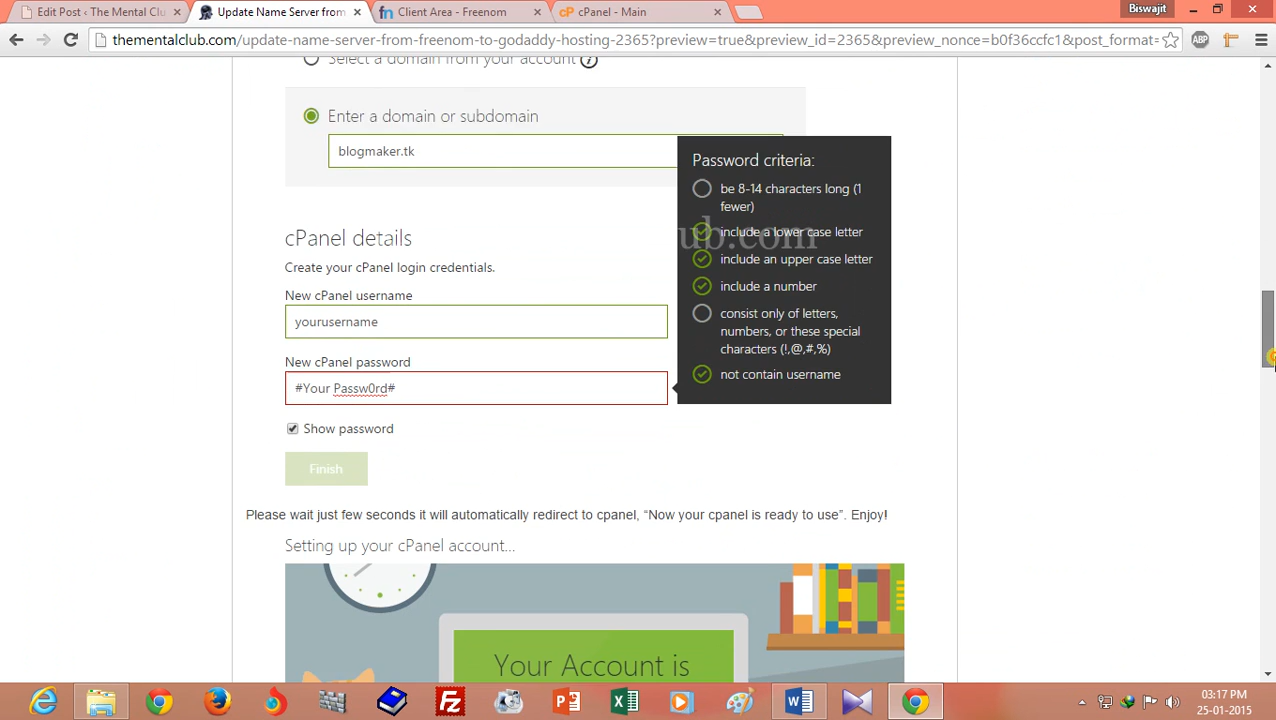 Edit Post ‹ The Mental Clu
Update Name Server from
Client Area - Freenom
cPanel - Main
Biswajit
thementalclub.com/update-name-server-from-freenom-to-godaddy-hosting-2365?preview=true&preview_id=2365&preview_nonce=b0f36ccfc1&post_format=
ABP
Select a domain from your account
Enter a domain or subdomain
blogmaker.tk
Password criteria:
be 8-14 characters long (1
fewer)
include a lower case letter
ub.com
include an upper case letter
include a number
consist only of letters,
numbers, or these special
characters (!,@,#,%)
not contain username
cPanel details
Create your cPanel login credentials.
New cPanel username
yourusername
New cPanel password
#Your Passw0rd#
Show password
Finish
Please wait just few seconds it will automatically redirect to cpanel, “Now your cpanel is ready to use”. Enjoy!
Setting up your cPanel account...
Your Account is
03:17 PM
25-01-2015